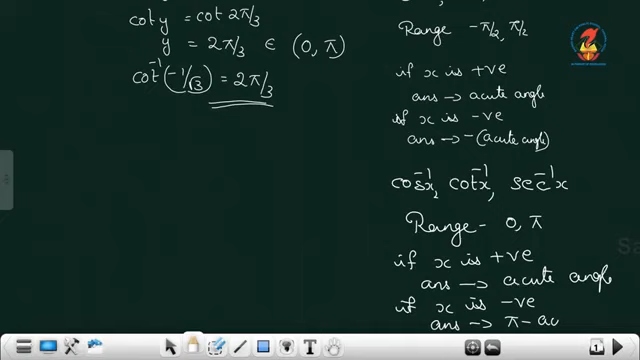 cot y = cot 2π/3
y = 2π/3 ∈ (0, π)
cot⁻¹(-1/√3) = 2π/3
Range -π/2, π/2
if x is +ve
ans → acute angle
if x is -ve
ans → -(acute angle)
cos⁻¹x, cot⁻¹x, sec⁻¹x
Range - 0, π
if x is +ve
ans → acute angle
if x is -ve
ans → π - ac
T
1